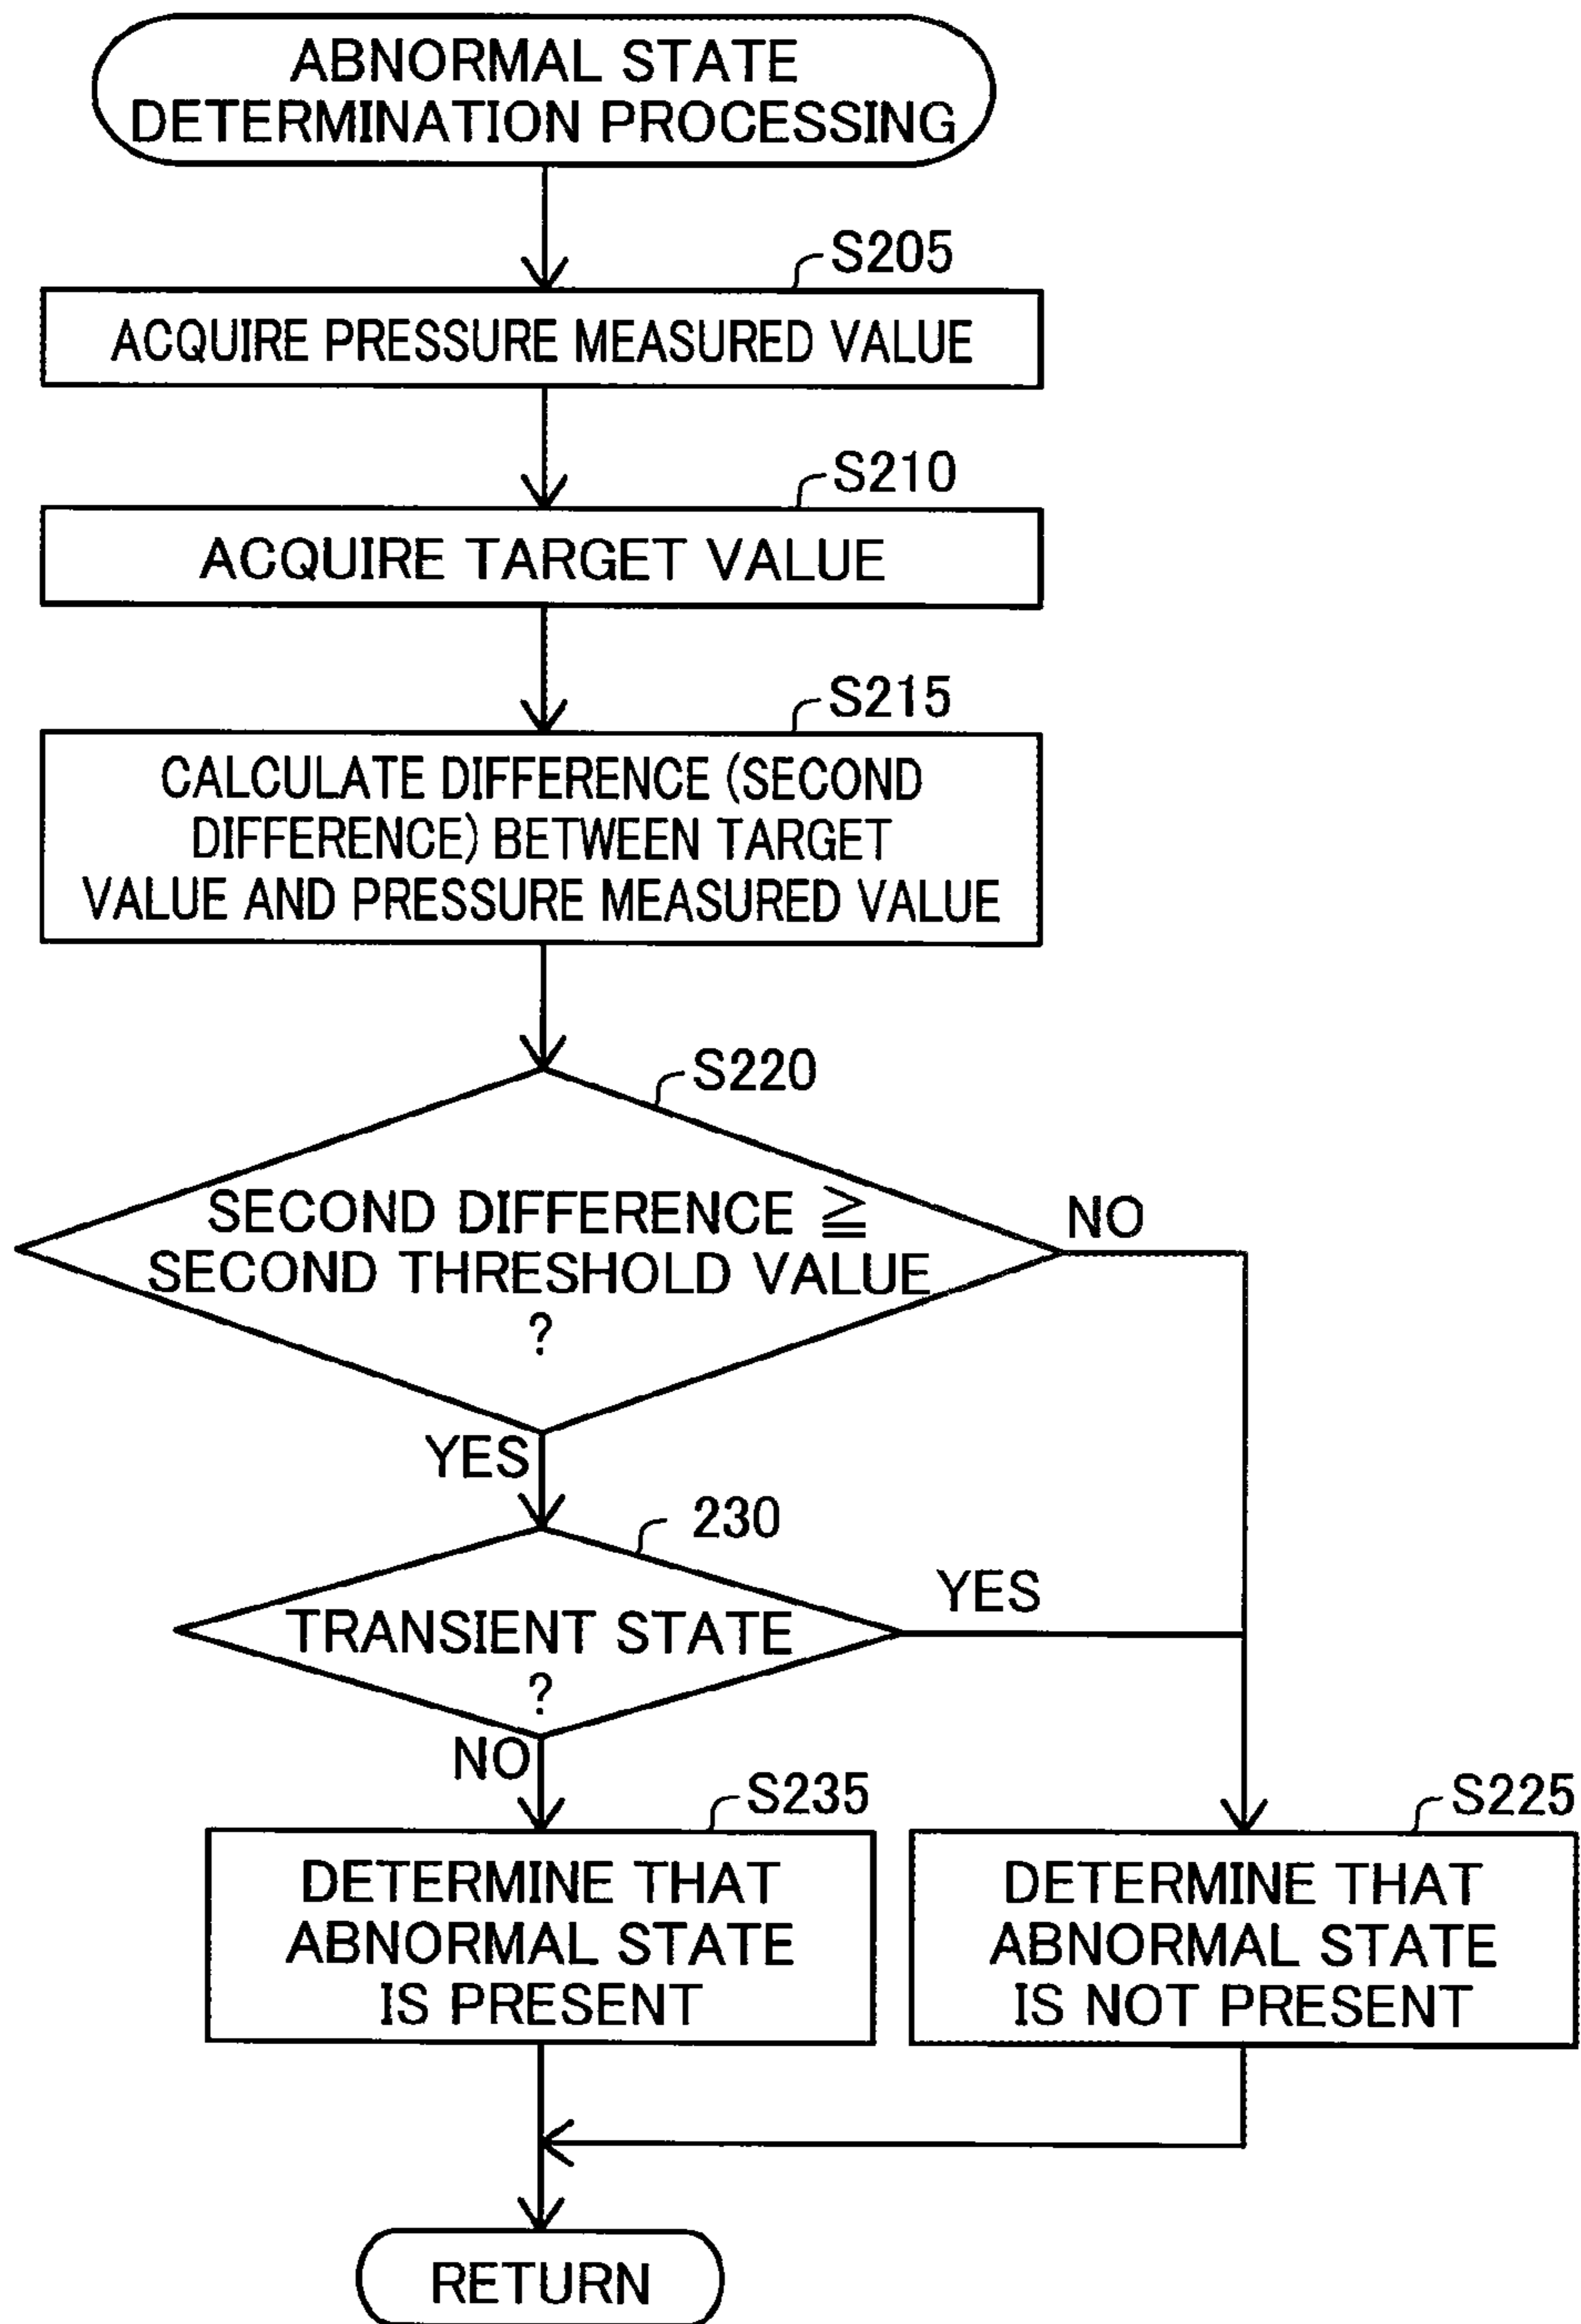 ABNORMAL STATE
DETERMINATION PROCESSING
S205
ACQUIRE PRESSURE MEASURED VALUE
S210
ACQUIRE TARGET VALUE
S215
CALCULATE DIFFERENCE (SECOND
DIFFERENCE) BETWEEN TARGET
VALUE AND PRESSURE MEASURED VALUE
S220
SECOND DIFFERENCE ≧
SECOND THRESHOLD VALUE
?
NO
YES
230
TRANSIENT STATE
?
YES
NO
S235
DETERMINE THAT
ABNORMAL STATE
IS PRESENT
S225
DETERMINE THAT
ABNORMAL STATE
IS NOT PRESENT
RETURN